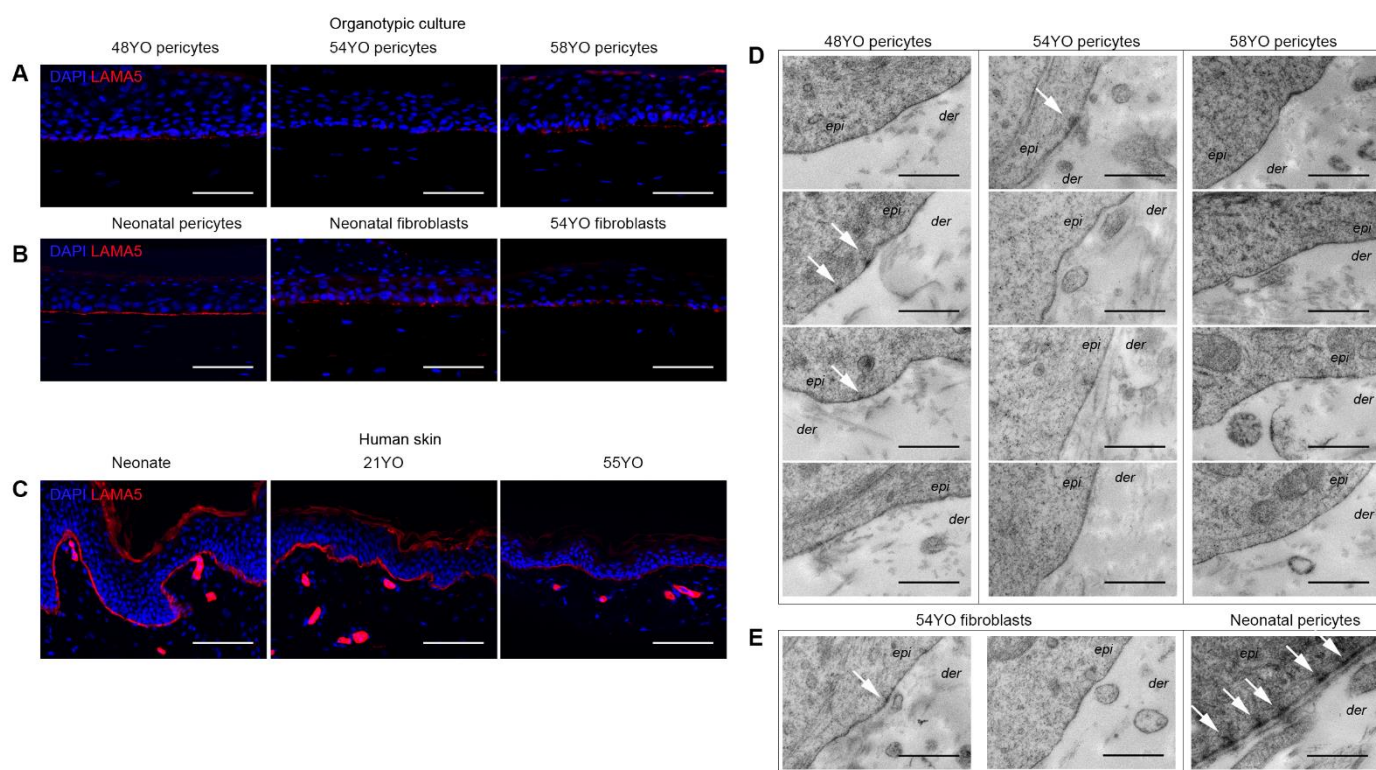 Organotypic culture
48YO pericytes 54YO pericytes 58YO pericytes
A
DAPI LAMA5
Neonatal pericytes Neonatal fibroblasts 54YO fibroblasts
B
DAPI LAMA5
Human skin
Neonate 21YO 55YO
C
DAPI LAMA5
48YO pericytes 54YO pericytes 58YO pericytes
D
epi der epi der epi der
epi der epi der epi der
epi der epi der epi der
epi der epi der epi der
54YO fibroblasts Neonatal pericytes
E
epi der epi der epi der